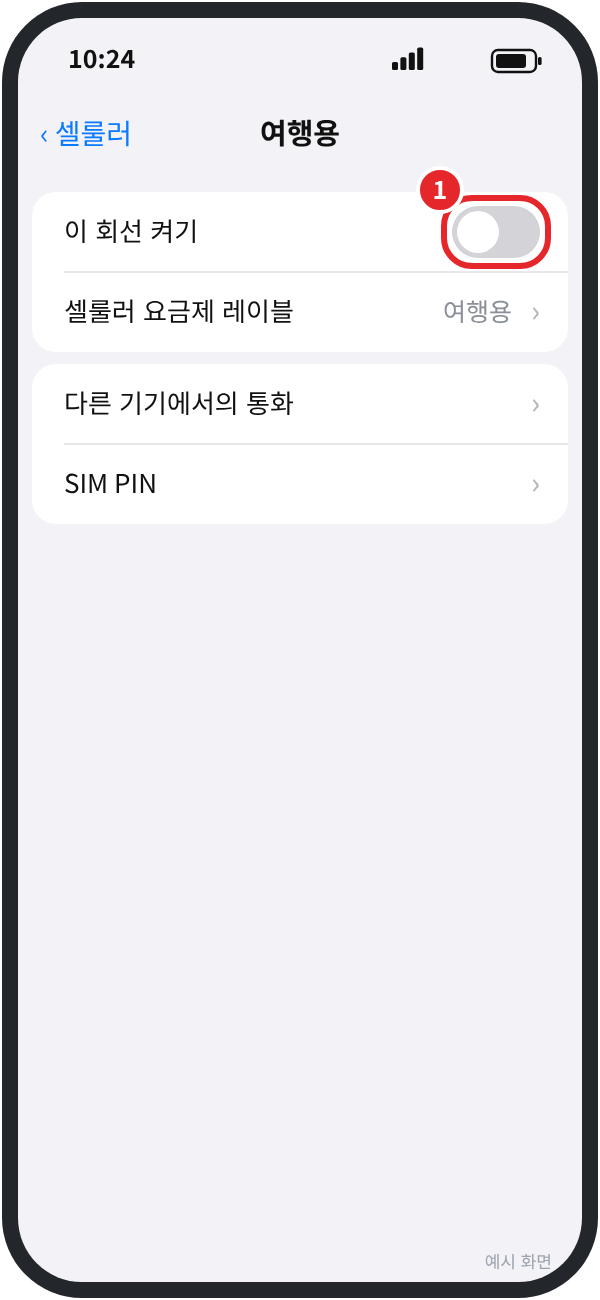 10:24
‹ 셀룰러
여행용
1
이 회선 켜기
셀룰러 요금제 레이블
여행용 ›
다른 기기에서의 통화 ›
SIM PIN ›
예시 화면